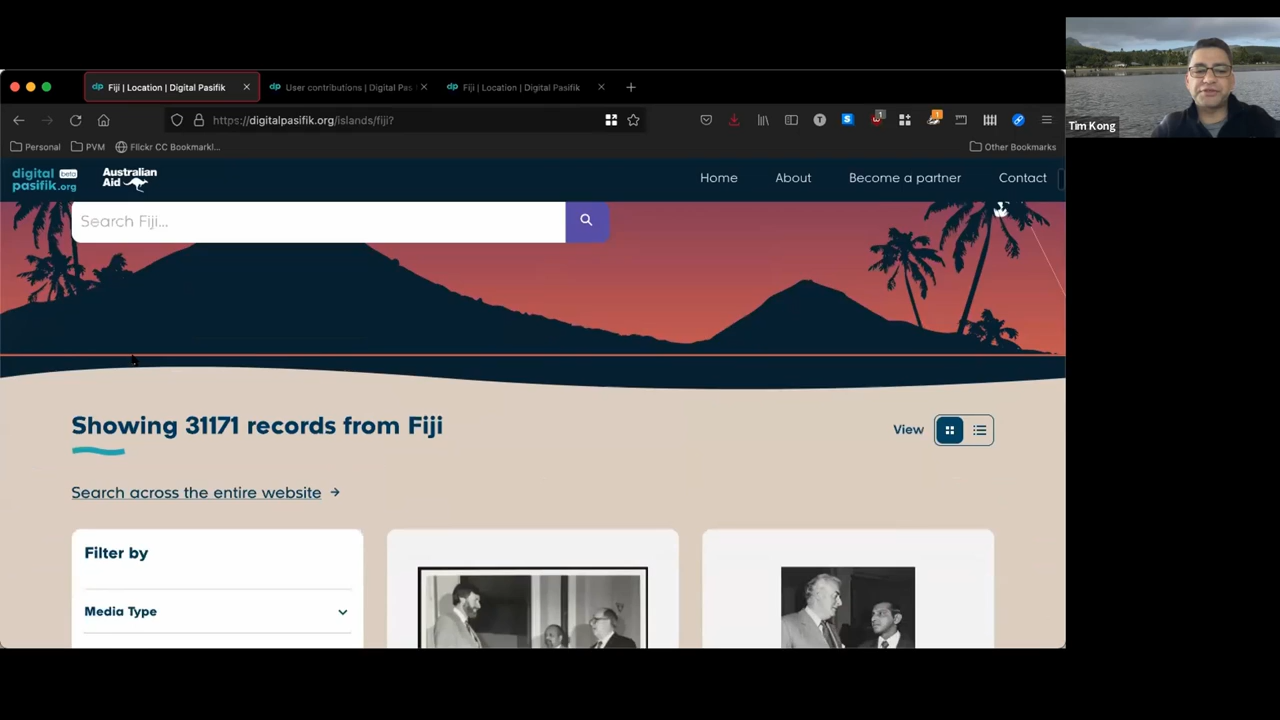 Fiji | Location | Digital Pasifik
User contributions | Digital Pas
Fiji | Location | Digital Pasifik
https://digitalpasifik.org/islands/fiji?
Personal
PVM
Flickr CC Bookmarkl...
Other Bookmarks
digital beta
pasifik.org
Australian
Aid
Home
About
Become a partner
Contact
Search Fiji...
Showing 31171 records from Fiji
View
Search across the entire website
Filter by
Media Type
Tim Kong